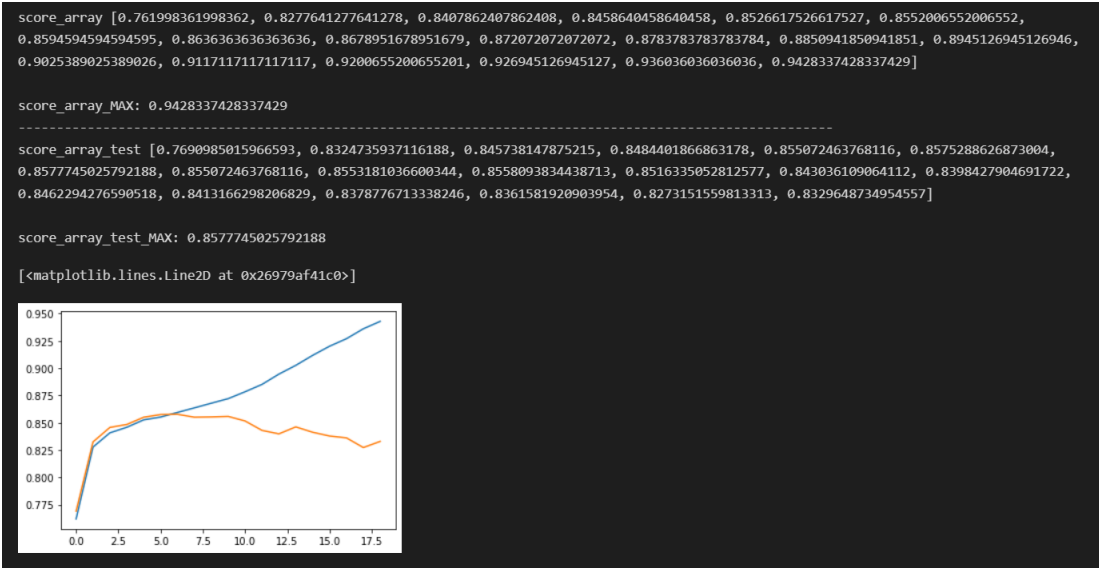 score_array [0.761998361998362, 0.8277641277641278, 0.8407862407862408, 0.8458640458640458, 0.8526617526617527, 0.8552006552006552,
0.8594594594594595, 0.8636363636363636, 0.8678951678951679, 0.872072072072072, 0.8783783783783784, 0.8850941850941851, 0.8945126945126946,
0.9025389025389026, 0.9117117117117117, 0.9200655200655201, 0.926945126945127, 0.936036036036036, 0.9428337428337429]
score_array_MAX: 0.9428337428337429
----------------------------------------------------------------------------------------------------------
score_array_test [0.7690985015966593, 0.8324735937116188, 0.845738147875215, 0.8484401866863178, 0.855072463768116, 0.8575288626873004,
0.8577745025792188, 0.855072463768116, 0.8553181036600344, 0.8558093834438713, 0.8516335052812577, 0.843036109064112, 0.8398427904691722,
0.8462294276590518, 0.8413166298206829, 0.8378776713338246, 0.8361581920903954, 0.8273151559813313, 0.8329648734954557]
score_array_test_MAX: 0.8577745025792188
[<matplotlib.lines.Line2D at 0x26979af41c0>]
0.950
0.925
0.900
0.875
0.850
0.825
0.800
0.775
0.0 2.5 5.0 7.5 10.0 12.5 15.0 17.5